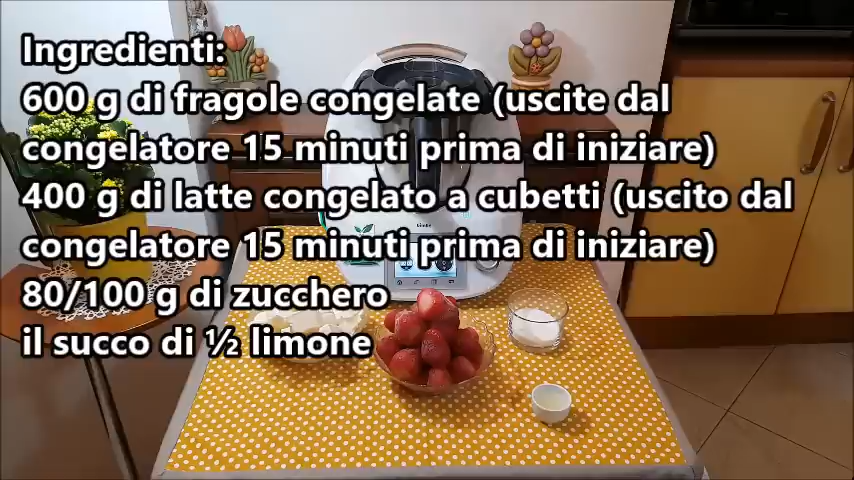 Ingredienti:
600 g di fragole congelate (uscite dal
congelatore 15 minuti prima di iniziare)
400 g di latte congelato a cubetti (uscito dal
congelatore 15 minuti prima di iniziare)
80/100 g di zucchero
il succo di ½ limone